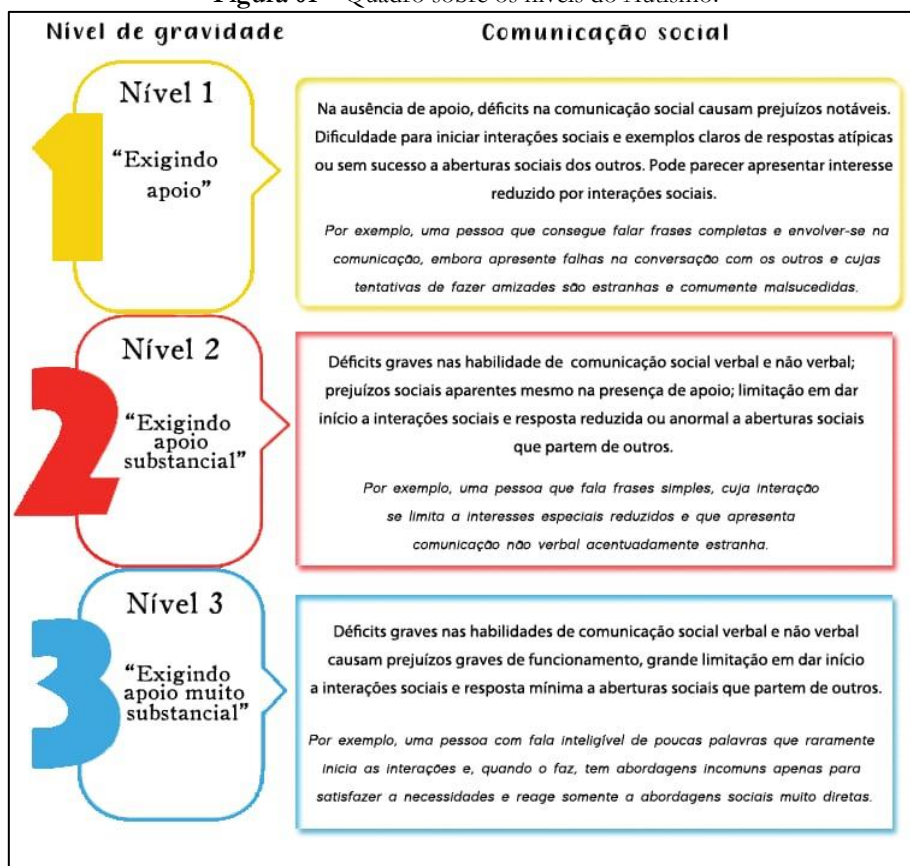 Figura 01 – Quadro sobre os níveis do Autismo.
Nível de gravidade
Comunicação social
1
Nível 1
"Exigindo
apoio"
Na ausência de apoio, déficits na comunicação social causam prejuízos notáveis.
Dificuldade para iniciar interações sociais e exemplos claros de respostas atípicas
ou sem sucesso a aberturas sociais dos outros. Pode parecer apresentar interesse
reduzido por interações sociais.
Por exemplo, uma pessoa que consegue falar frases completas e envolver-se na
comunicação, embora apresente falhas na conversação com os outros e cujas
tentativas de fazer amizades são estranhas e comumente malsucedidas.
2
Nível 2
"Exigindo
apoio
substancial"
Déficits graves nas habilidade de comunicação social verbal e não verbal;
prejuízos sociais aparentes mesmo na presença de apoio; limitação em dar
início a interações sociais e resposta reduzida ou anormal a aberturas sociais
que partem de outros.
Por exemplo, uma pessoa que fala frases simples, cuja interação
se limita a interesses especiais reduzidos e que apresenta
comunicação não verbal acentuadamente estranha.
3
Nível 3
"Exigindo
apoio muito
substancial"
Déficits graves nas habilidades de comunicação social verbal e não verbal
causam prejuízos graves de funcionamento, grande limitação em dar início
a interações sociais e resposta mínima a aberturas sociais que partem de outros.
Por exemplo, uma pessoa com fala inteligível de poucas palavras que raramente
inicia as interações e, quando o faz, tem abordagens incomuns apenas para
satisfazer a necessidades e reage somente a abordagens sociais muito diretas.